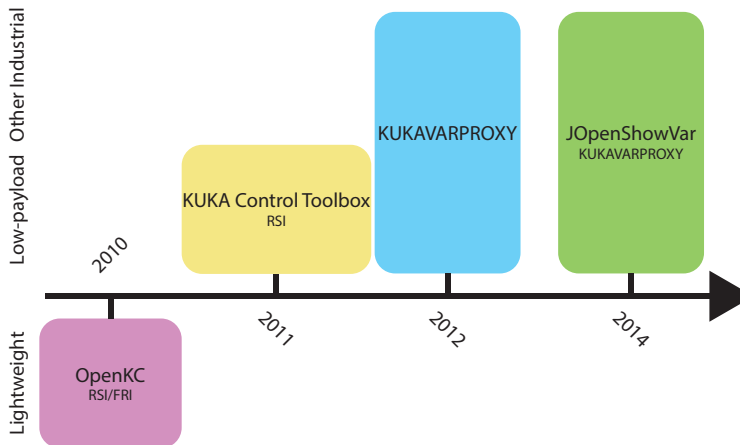 Other Industrial
Low-payload
Lightweight
KUKAVARPROXY
JOpenShowVar
KUKAVARPROXY
KUKA Control Toolbox
RSI
2010
2011
2012
2014
OpenKC
RSI/FRI